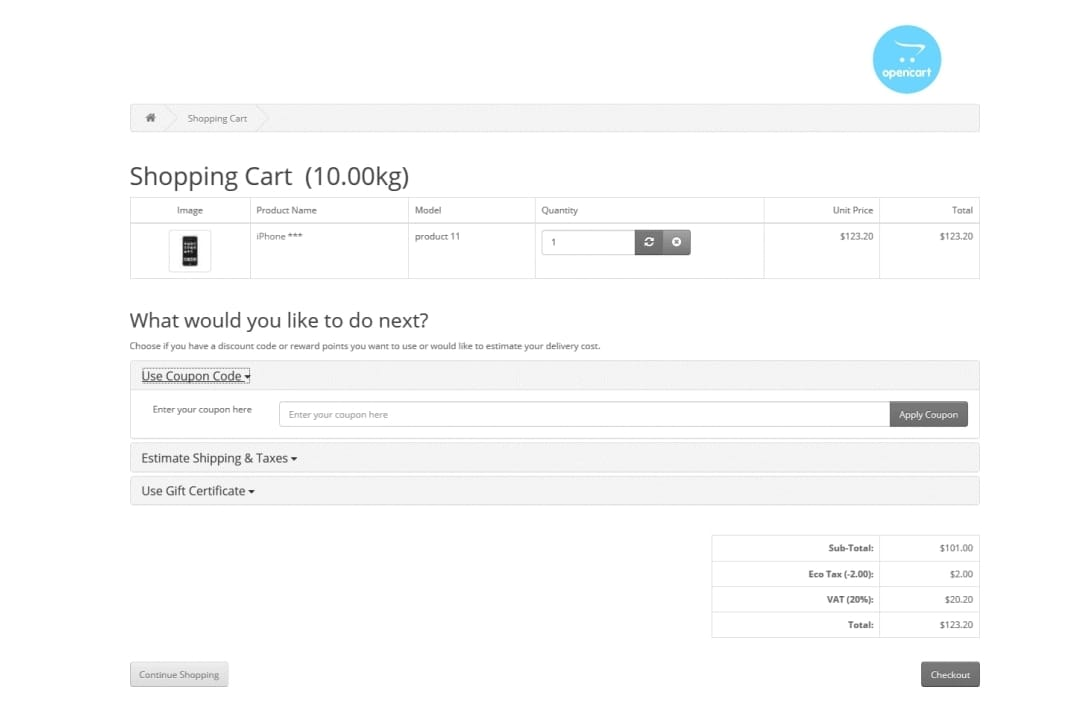 opencart
Shopping Cart
Shopping Cart (10.00kg)
Image Product Name Model Quantity Unit Price Total
iPhone *** product 11 1 $123.20 $123.20
What would you like to do next?
Choose if you have a discount code or reward points you want to use or would like to estimate your delivery cost.
Use Coupon Code
Enter your coupon here Enter your coupon here Apply Coupon
Estimate Shipping & Taxes
Use Gift Certificate
Sub-Total: $101.00
Eco Tax (-2.00): $2.00
VAT (20%): $20.20
Total: $123.20
Continue Shopping Checkout